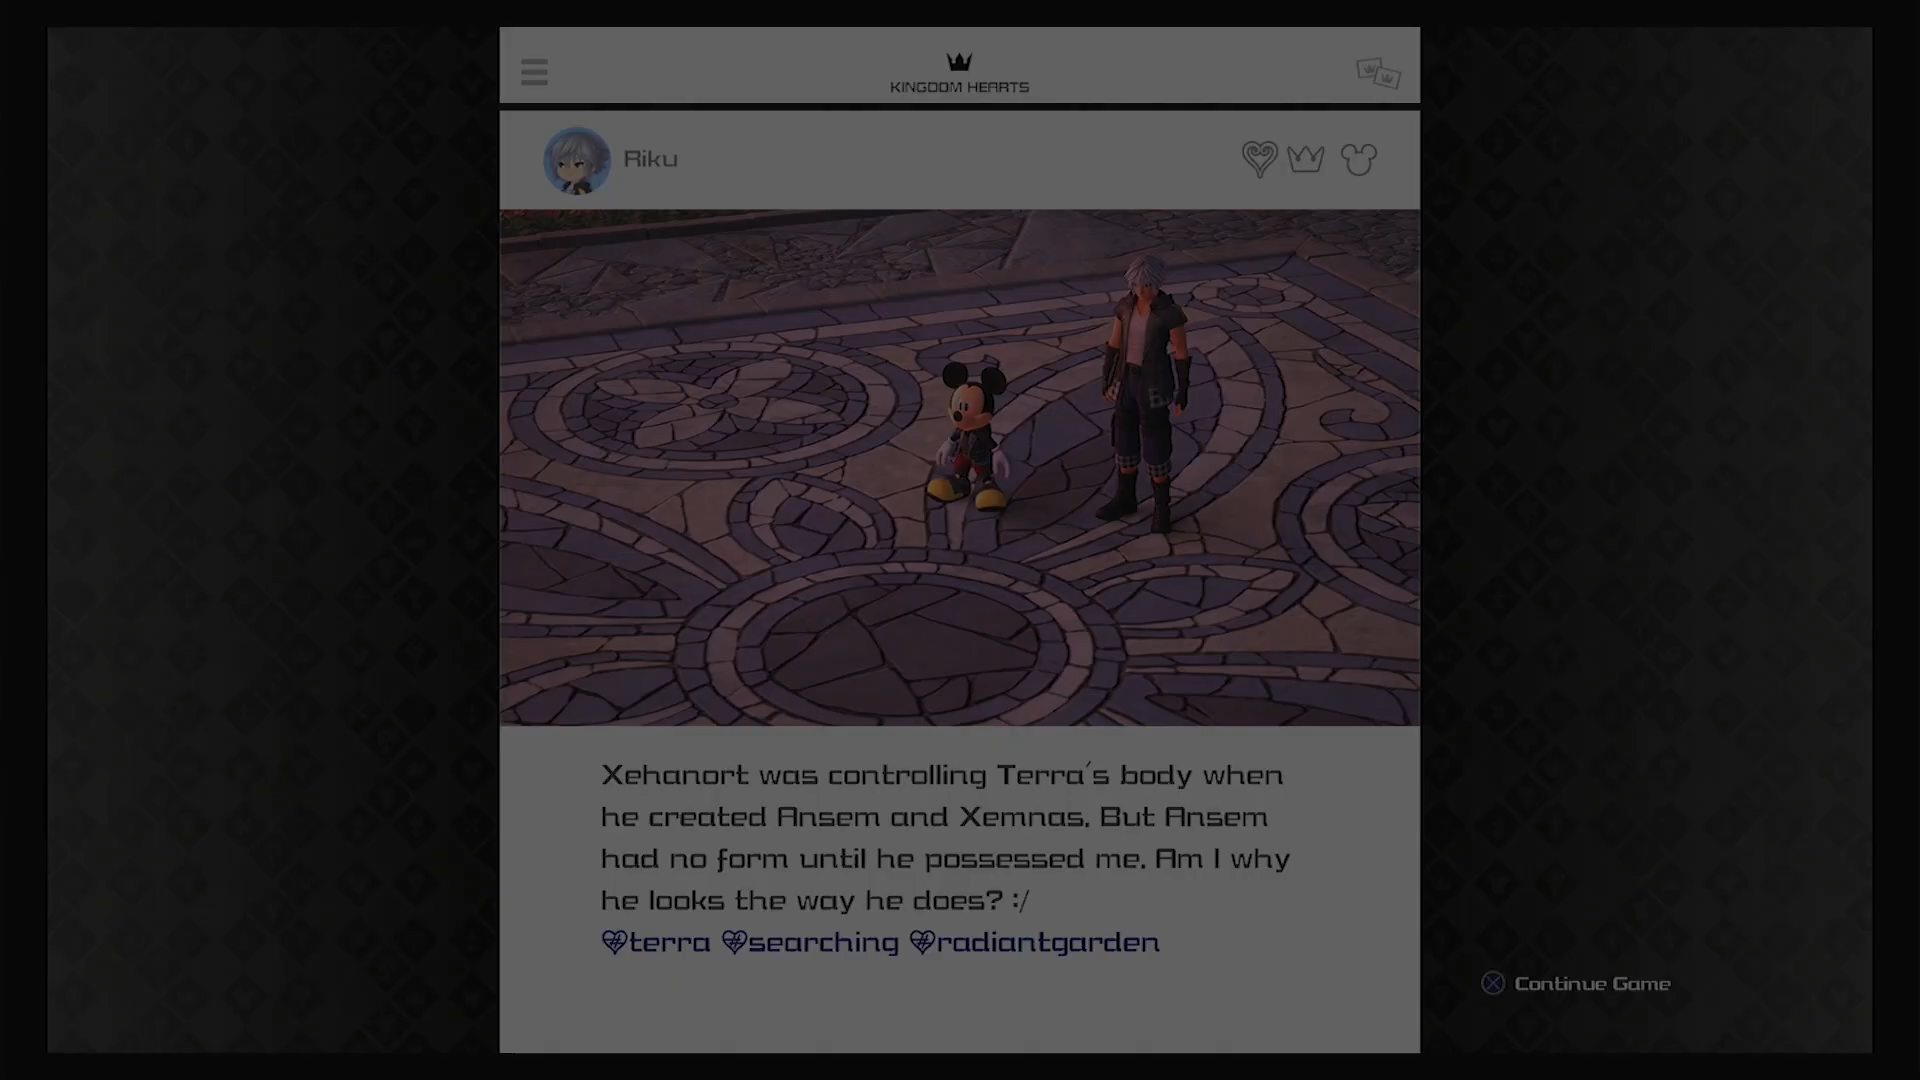 KINGDOM HEARTS
Riku
Xehanort was controlling Terra's body when
he created Ansem and Xemnas. But Ansem
had no form until he possessed me. Am I why
he looks the way he does? :/
#terra #searching #radiantgarden
Continue Game